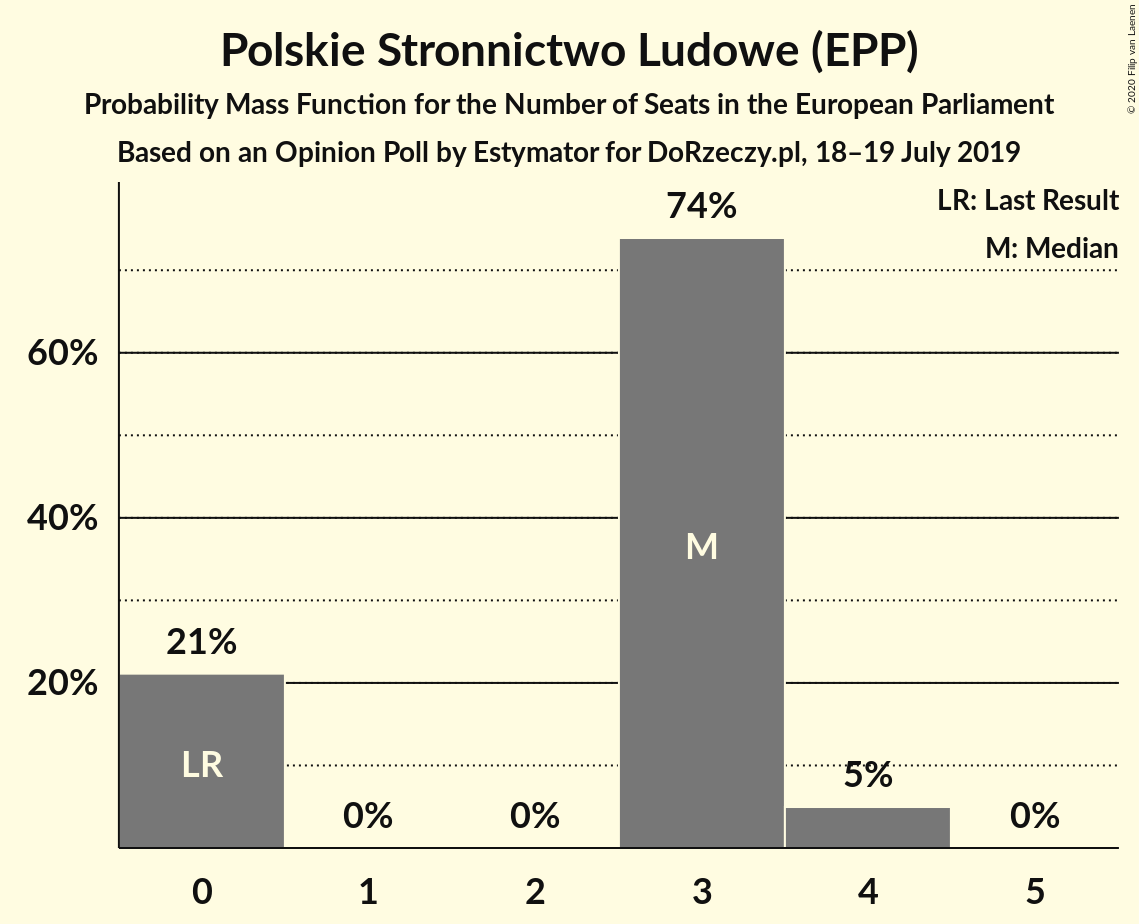 Polskie Stronnictwo Ludowe (EPP)
Probability Mass Function for the Number of Seats in the European Parliament
Based on an Opinion Poll by Estymator for DoRzeczy.pl, 18–19 July 2019
© 2020 Filip van Laenen
LR: Last Result
M: Median
74%
60%
M
40%
21%
20%
LR
5%
0%
0%
0%
0 1 2 3 4 5